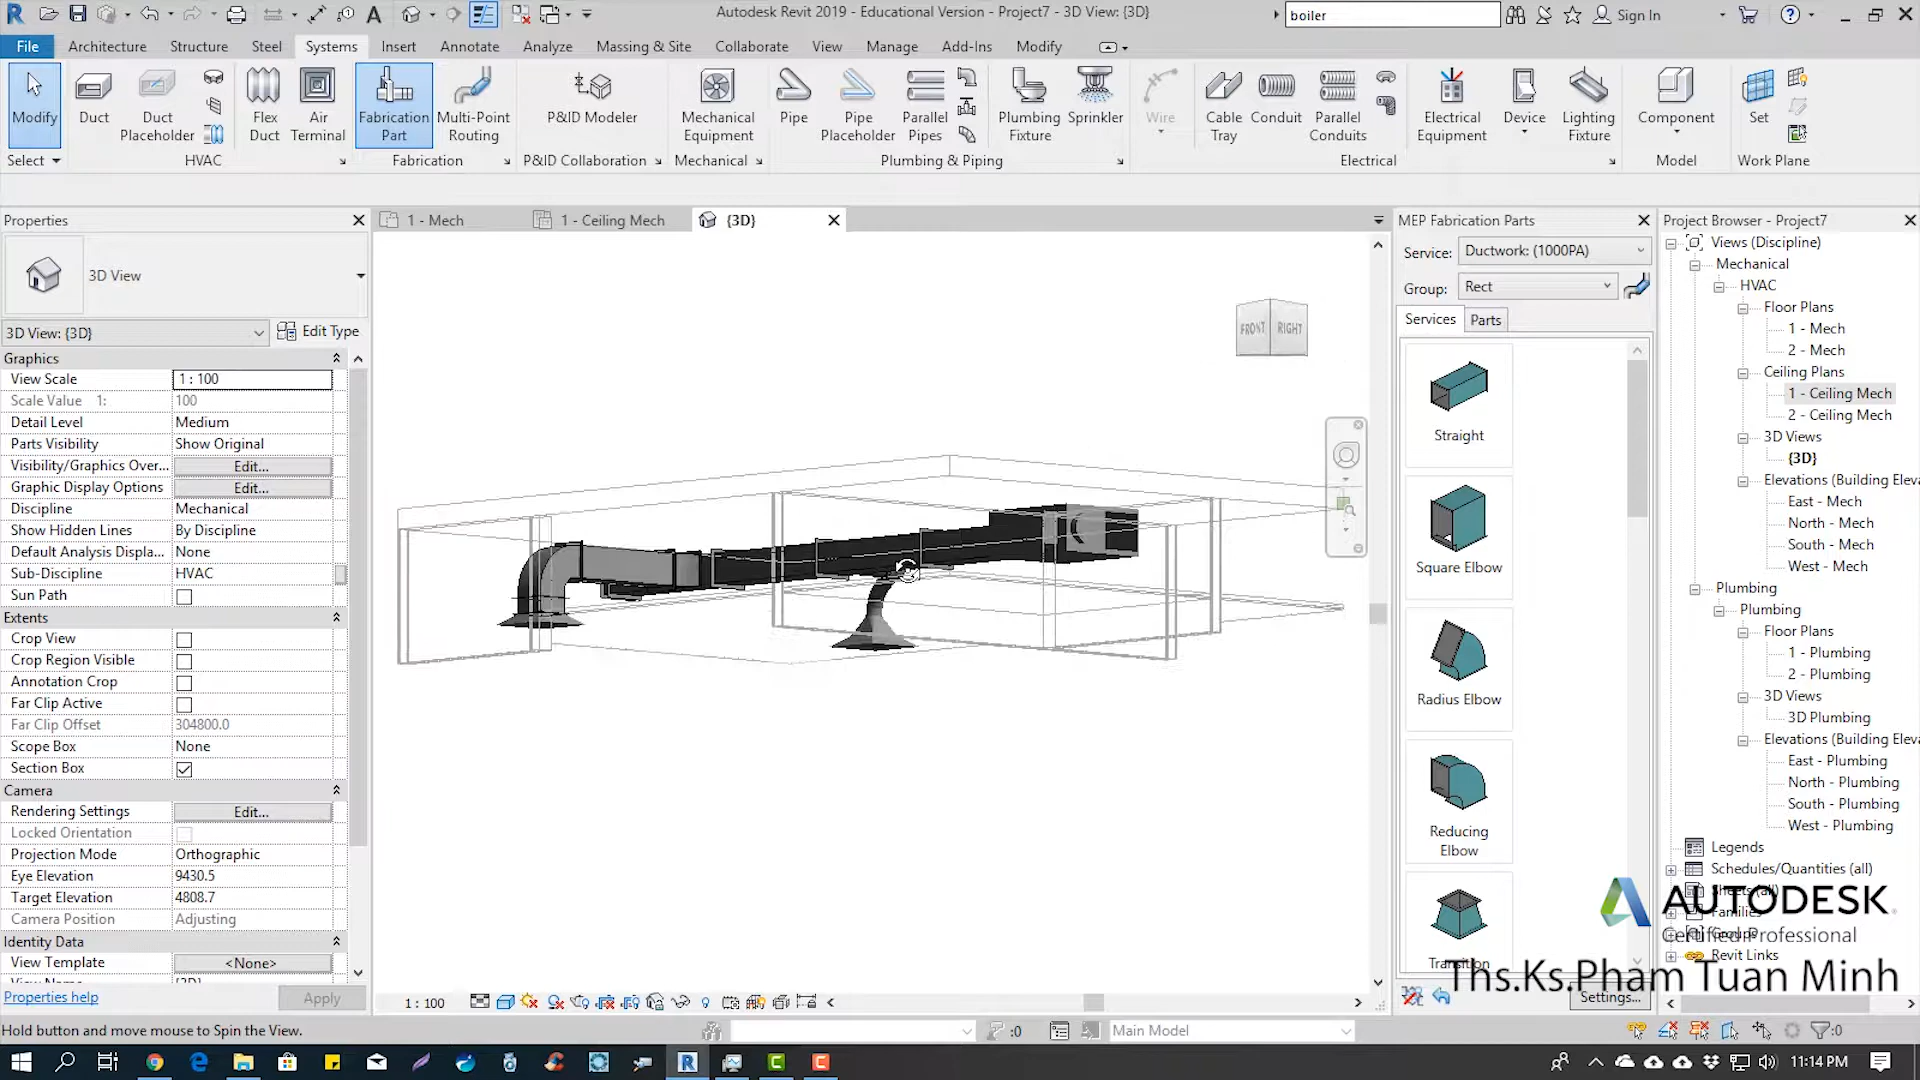 Autodesk Revit 2019 - Educational Version - Project7 - 3D View: {3D}
boiler
Sign In
File Architecture Structure Steel Systems Insert Annotate Analyze Massing & Site Collaborate View Manage Add-Ins Modify
Modify
Duct
Duct Placeholder
Flex Duct
Air Terminal
Fabrication Part
Multi-Point Routing
P&ID Modeler
Mechanical Equipment
Pipe
Pipe Placeholder
Parallel Pipes
Plumbing Fixture
Sprinkler
Wire
Cable Tray
Conduit
Parallel Conduits
Electrical Equipment
Device
Lighting Fixture
Component
Set
Select HVAC Fabrication P&ID Collaboration Mechanical Plumbing & Piping Electrical Model Work Plane
Properties
3D View
3D View: {3D} Edit Type
Graphics
View Scale 1 : 100
Scale Value 1: 100
Detail Level Medium
Parts Visibility Show Original
Visibility/Graphics Over... Edit...
Graphic Display Options Edit...
Discipline Mechanical
Show Hidden Lines By Discipline
Default Analysis Displa... None
Sub-Discipline HVAC
Sun Path
Extents
Crop View
Crop Region Visible
Annotation Crop
Far Clip Active
Far Clip Offset 304800.0
Scope Box None
Section Box
Camera
Rendering Settings Edit...
Locked Orientation
Projection Mode Orthographic
Eye Elevation 9430.5
Target Elevation 4808.7
Camera Position Adjusting
Identity Data
View Template <None>
Properties help Apply
1 - Mech 1 - Ceiling Mech {3D}
FRONT RIGHT
1 : 100
MEP Fabrication Parts
Service: Ductwork: (1000PA)
Group: Rect
Services Parts
Straight
Square Elbow
Radius Elbow
Reducing Elbow
Transition
Settings...
Project Browser - Project7
Views (Discipline)
Mechanical
HVAC
Floor Plans
1 - Mech
2 - Mech
Ceiling Plans
1 - Ceiling Mech
2 - Ceiling Mech
3D Views
{3D}
Elevations (Building Eleva
East - Mech
North - Mech
South - Mech
West - Mech
Plumbing
Plumbing
Floor Plans
1 - Plumbing
2 - Plumbing
3D Views
3D Plumbing
Elevations (Building Eleva
East - Plumbing
North - Plumbing
South - Plumbing
West - Plumbing
Legends
Schedules/Quantities (all)
Sheets (all)
Families
Groups
Revit Links
AUTODESK.
Certified Professional
Ths.Ks.Pham Tuan Minh
Hold button and move mouse to Spin the View.
:0
Main Model
:0
11:14 PM